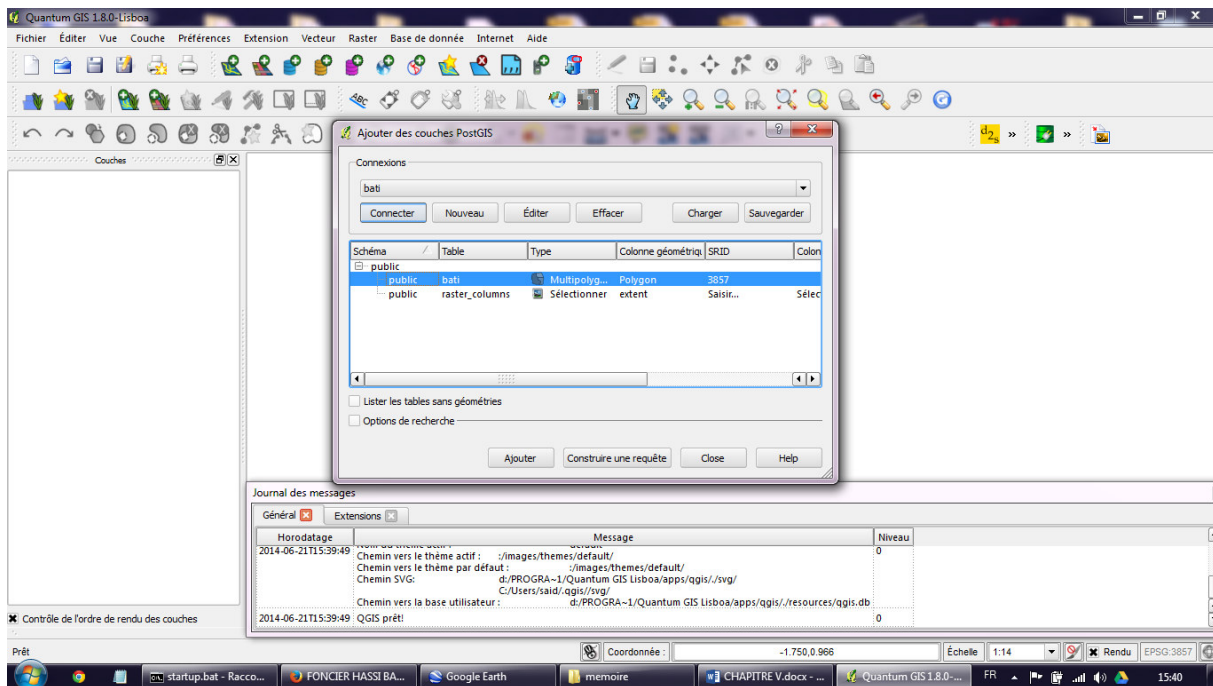 Quantum GIS 1.8.0-Lisboa
Fichier Éditer Vue Couche Préférences Extension Vecteur Raster Base de donnée Internet Aide
Couches
Ajouter des couches PostGIS
Connexions
bati
Connecter Nouveau Éditer Effacer Charger Sauvegarder
Schéma Table Type Colonne géométriqu SRID Colon
public
public bati Multipolyg... Polygon 3857
public raster_columns Sélectionner extent Saisir... Sélec
Lister les tables sans géométries
Options de recherche
Ajouter Construire une requête Close Help
Journal des messages
Général Extensions
Horodatage Message Niveau
2014-06-21T15:39:49 0
Chemin vers le thème actif : :/images/themes/default/
Chemin vers le thème par défaut : :/images/themes/default/
Chemin SVG: d:/PROGRA~1/Quantum GIS Lisboa/apps/qgis/./svg/
C:/Users/said/.qgis//svg/
Chemin vers la base utilisateur : d:/PROGRA~1/Quantum GIS Lisboa/apps/qgis/./resources/qgis.db
2014-06-21T15:39:49 QGIS prêt! 0
Contrôle de l'ordre de rendu des couches
Prêt Coordonnée : -1.750,0.966 Échelle 1:14 Rendu EPSG:3857
startup.bat - Racco... FONCIER HASSI BA... Google Earth memoire CHAPITRE V.docx - ... Quantum GIS 1.8.0-... FR 15:40